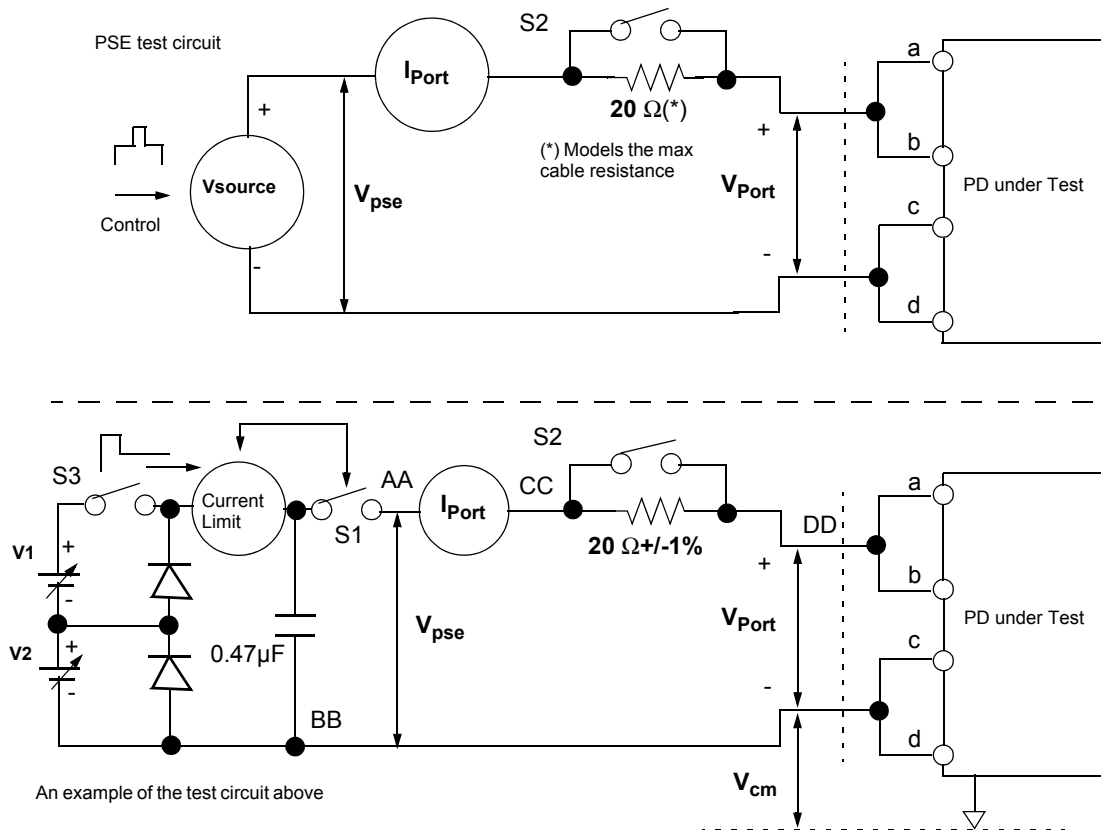 PSE test circuit
S2
a
I Port
20 Ω(*)
+
+
(*) Models the max
cable resistance
b
Vsource
Vpse
VPort
PD under Test
Control
c
-
-
d
S3
S2
AA
CC
a
Current
Limit
IPort
S1
DD
V1
+
20 Ω+/-1%
+
-
b
Vpse
VPort
PD under Test
V2
+
0.47µF
c
-
-
BB
d
An example of the test circuit above
Vcm